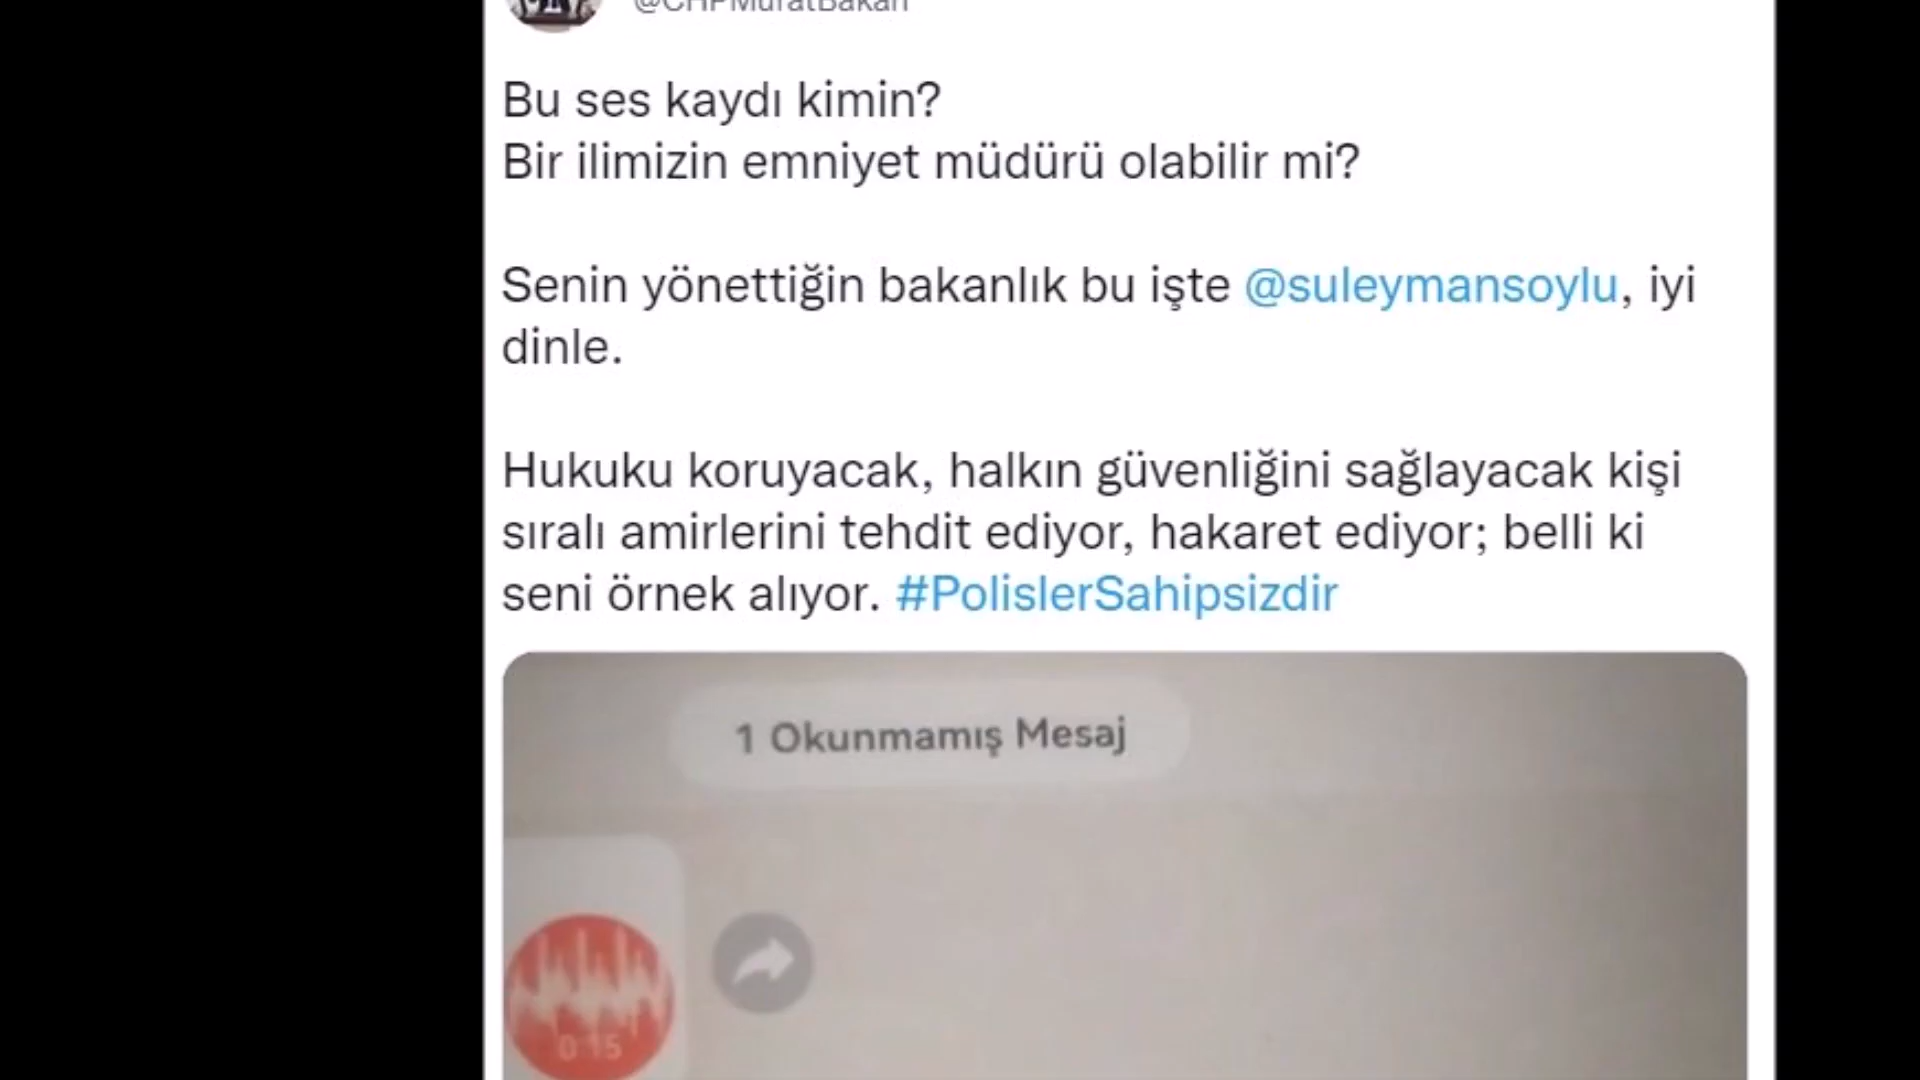 @CHPMuratBakan
Bu ses kaydı kimin?
Bir ilimizin emniyet müdürü olabilir mi?
Senin yönettiğin bakanlık bu işte @suleymansoylu, iyi
dinle.
Hukuku koruyacak, halkın güvenliğini sağlayacak kişi
sıralı amirlerini tehdit ediyor, hakaret ediyor; belli ki
seni örnek alıyor. #PolislerSahipsizdir
1 Okunmamış Mesaj
0:15